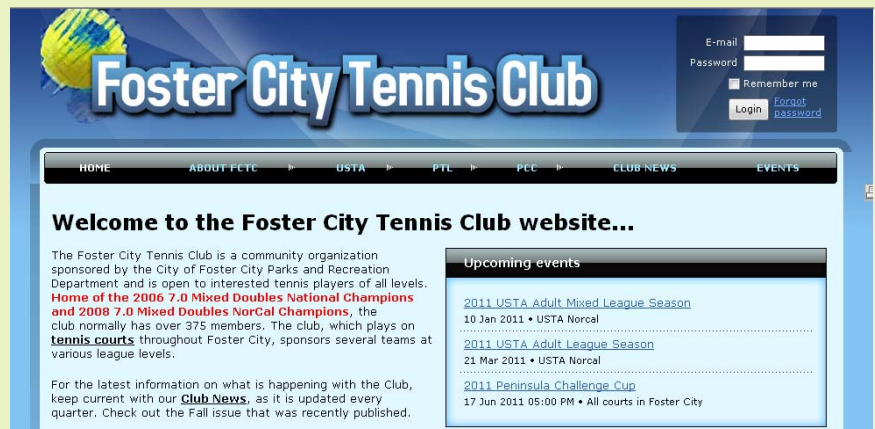 Foster City Tennis Club
E-mail
Password
Remember me
Login Forgot
password
HOME ABOUT FCTC USTA PTL PCC CLUB NEWS EVENTS
Welcome to the Foster City Tennis Club website...
The Foster City Tennis Club is a community organization
sponsored by the City of Foster City Parks and Recreation
Department and is open to interested tennis players of all levels.
Home of the 2006 7.0 Mixed Doubles National Champions
and 2008 7.0 Mixed Doubles NorCal Champions, the
club normally has over 375 members. The club, which plays on
tennis courts throughout Foster City, sponsors several teams at
various league levels.
For the latest information on what is happening with the Club,
keep current with our Club News, as it is updated every
quarter. Check out the Fall issue that was recently published.
Upcoming events
2011 USTA Adult Mixed League Season
10 Jan 2011 • USTA Norcal
2011 USTA Adult League Season
21 Mar 2011 • USTA Norcal
2011 Peninsula Challenge Cup
17 Jun 2011 05:00 PM • All courts in Foster City